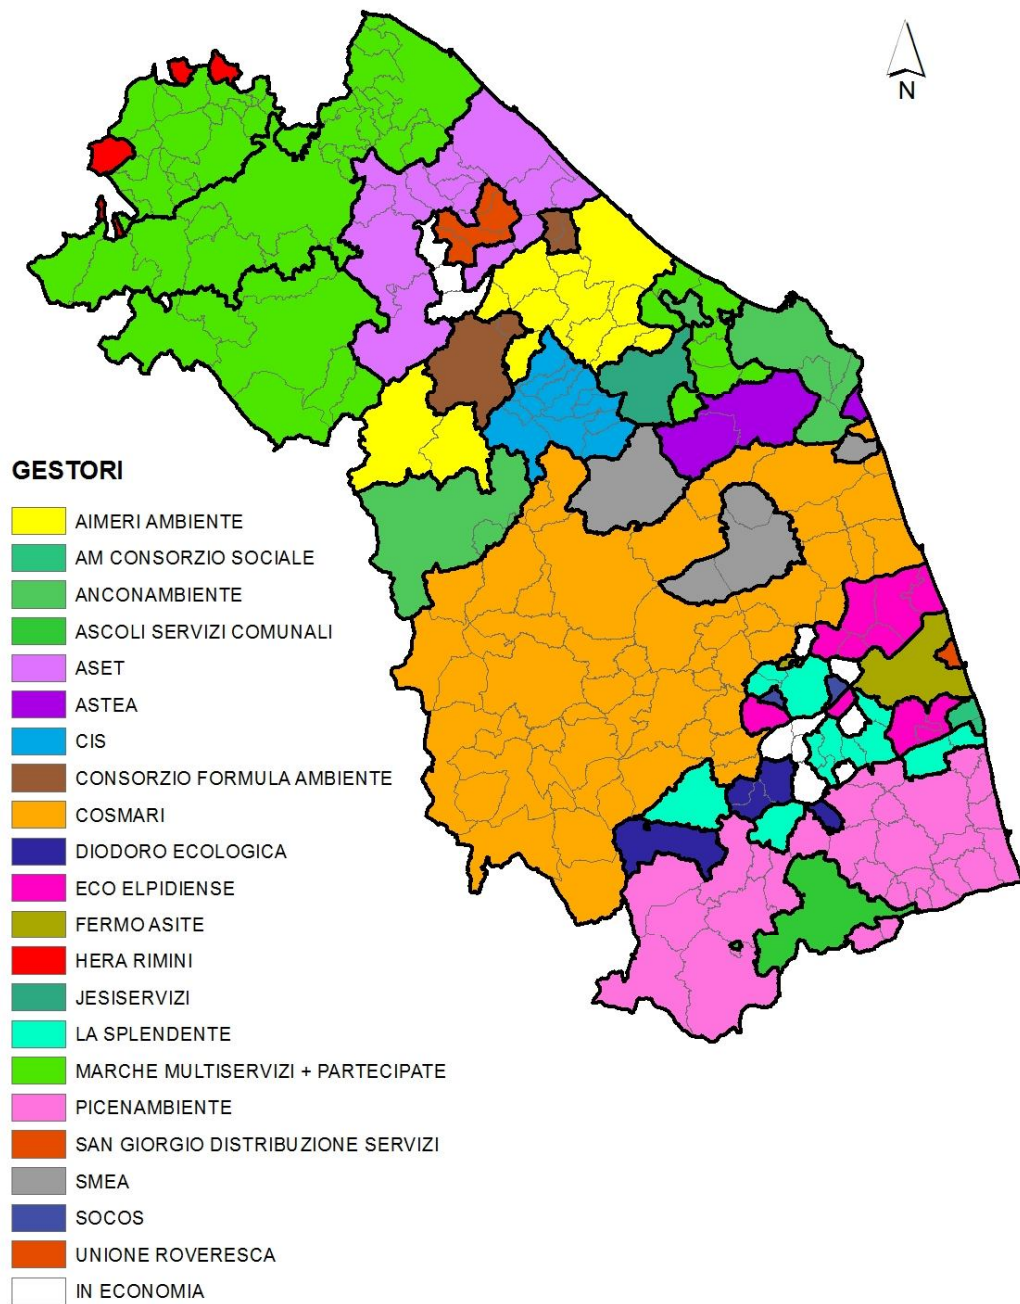 N
GESTORI
AIMERI AMBIENTE
AM CONSORZIO SOCIALE
ANCONAMBIENTE
ASCOLI SERVIZI COMUNALI
ASET
ASTEA
CIS
CONSORZIO FORMULA AMBIENTE
COSMARI
DIODORO ECOLOGICA
ECO ELPIDIENSE
FERMO ASITE
HERA RIMINI
JESISERVIZI
LA SPLENDENTE
MARCHE MULTISERVIZI + PARTECIPATE
PICENAMBIENTE
SAN GIORGIO DISTRIBUZIONE SERVIZI
SMEA
SOCOS
UNIONE ROVERESCA
IN ECONOMIA